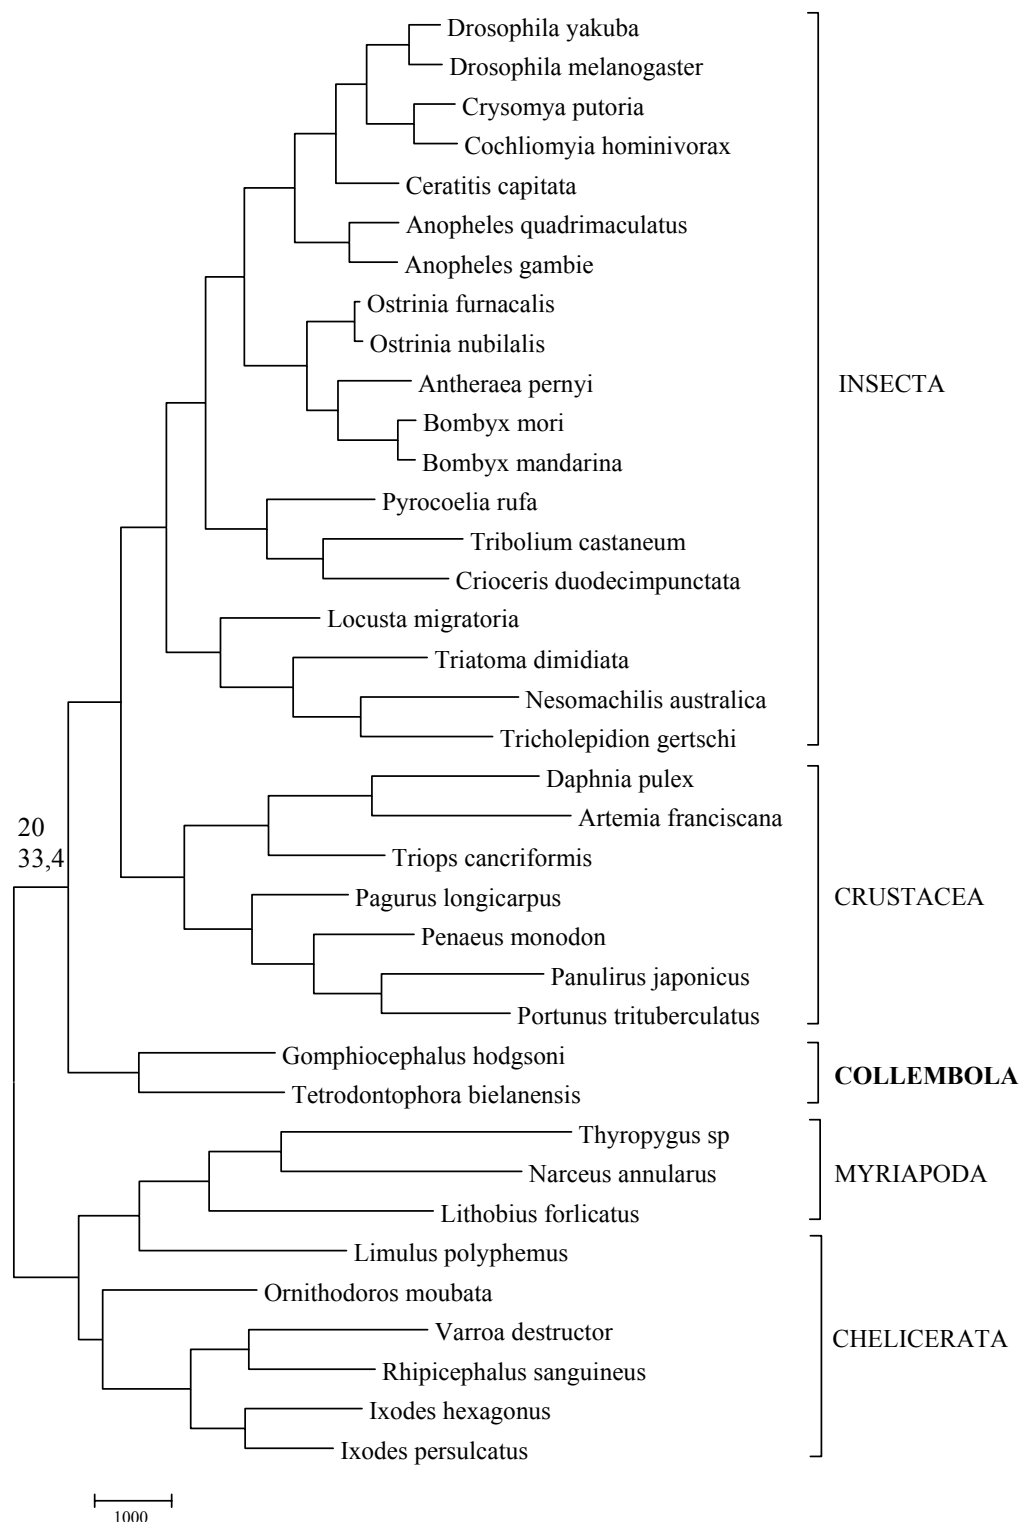 Drosophila yakuba
Drosophila melanogaster
Crysomya putoria
Cochliomyia hominivorax
Ceratitis capitata
Anopheles quadrimaculatus
Anopheles gambie
Ostrinia furnacalis
Ostrinia nubilalis
Antheraea pernyi
Bombyx mori
Bombyx mandarina
Pyrocoelia rufa
Tribolium castaneum
Crioceris duodecimpunctata
Locusta migratoria
Triatoma dimidiata
Nesomachilis australica
Tricholepidion gertschi
INSECTA
Daphnia pulex
Artemia franciscana
Triops cancriformis
Pagurus longicarpus
Penaeus monodon
Panulirus japonicus
Portunus trituberculatus
CRUSTACEA
20
33,4
Gomphiocephalus hodgsoni
Tetrodontophora bielanensis
COLLEMBOLA
Thyropygus sp
Narceus annularus
Lithobius forlicatus
MYRIAPODA
Limulus polyphemus
Ornithodoros moubata
Varroa destructor
Rhipicephalus sanguineus
Ixodes hexagonus
Ixodes persulcatus
CHELICERATA
1000